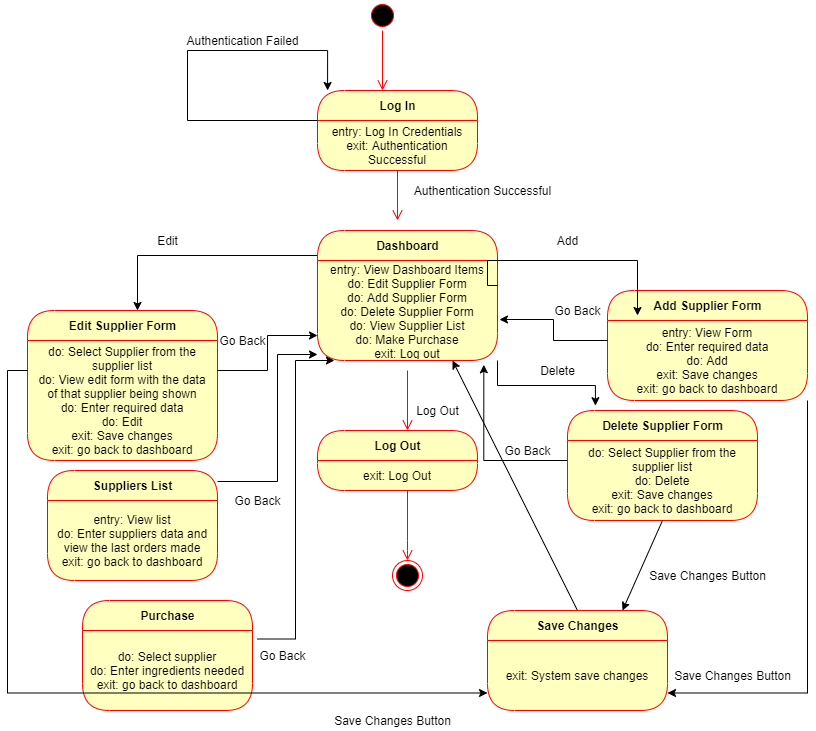 Authentication Failed
Log In
entry: Log In Credentials
exit: Authentication
Successful
Authentication Successful
Edit
Dashboard
entry: View Dashboard Items
do: Edit Supplier Form
do: Add Supplier Form
do: Delete Supplier Form
do: View Supplier List
do: Make Purchase
exit: Log out
Add
Edit Supplier Form
do: Select Supplier from the
supplier list
do: View edit form with the data
of that supplier being shown
do: Enter required data
do: Edit
exit: Save changes
exit: go back to dashboard
Go Back
Go Back
Add Supplier Form
entry: View Form
do: Enter required data
do: Add
exit: Save changes
exit: go back to dashboard
Delete
Log Out
Delete Supplier Form
do: Select Supplier from the
supplier list
do: Delete
exit: Save changes
exit: go back to dashboard
Go Back
Log Out
exit: Log Out
Suppliers List
entry: View list
do: Enter suppliers data and
view the last orders made
exit: go back to dashboard
Go Back
Save Changes Button
Purchase
do: Select supplier
do: Enter ingredients needed
exit: go back to dashboard
Go Back
Save Changes
exit: System save changes
Save Changes Button
Save Changes Button